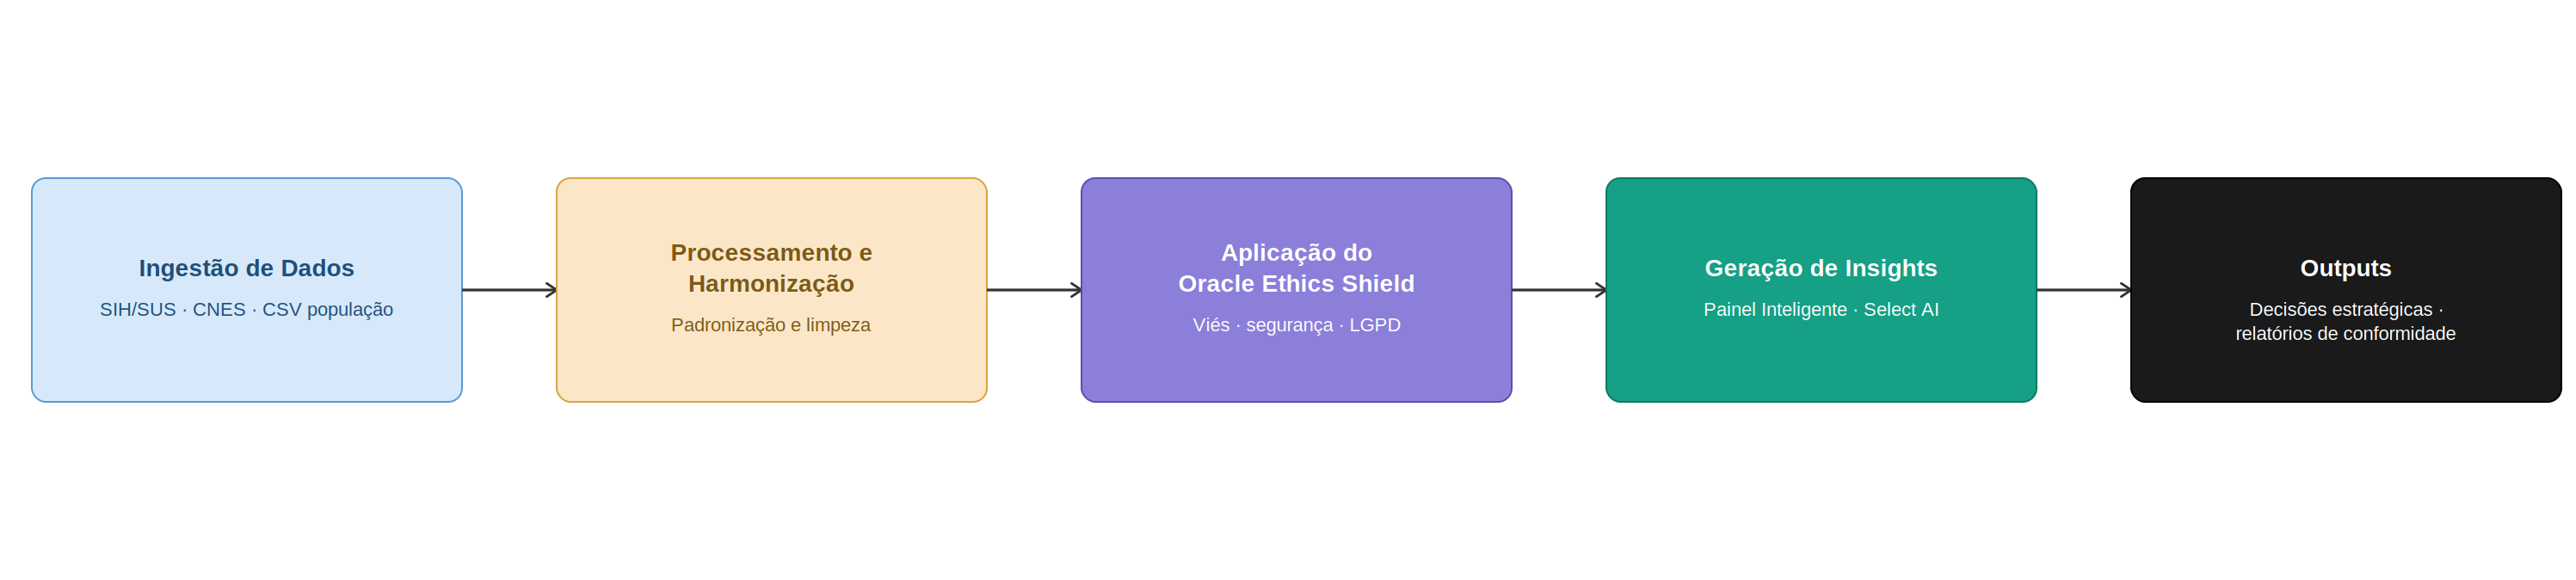 Ingestão de Dados
SIH/SUS · CNES · CSV população
Processamento e
Harmonização
Padronização e limpeza
Aplicação do
Oracle Ethics Shield
Viés · segurança · LGPD
Geração de Insights
Painel Inteligente · Select AI
Outputs
Decisões estratégicas ·
relatórios de conformidade